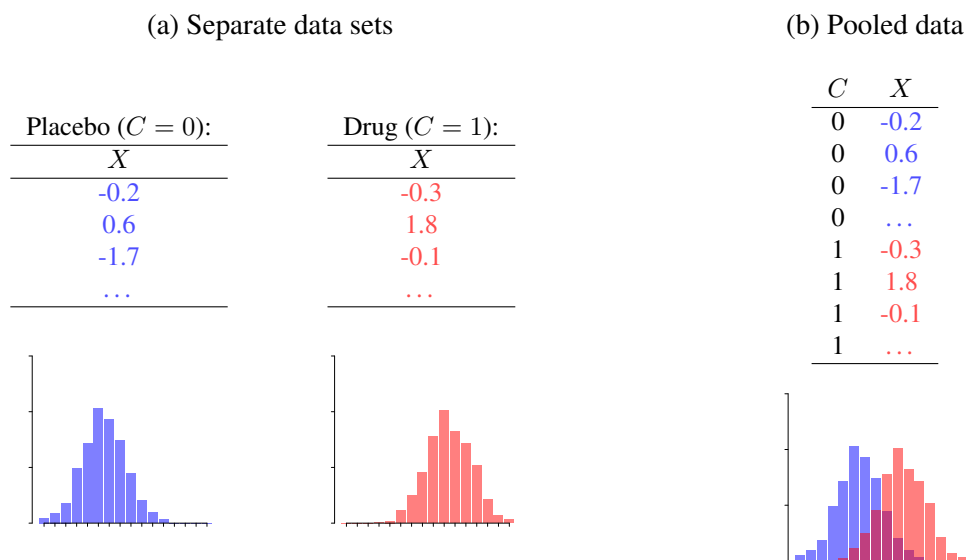 (a) Separate data sets
(b) Pooled data
Placebo (C = 0):
X
-0.2
0.6
-1.7
...
Drug (C = 1):
X
-0.3
1.8
-0.1
...
C X
0 -0.2
0 0.6
0 -1.7
0 ...
1 -0.3
1 1.8
1 -0.1
1 ...